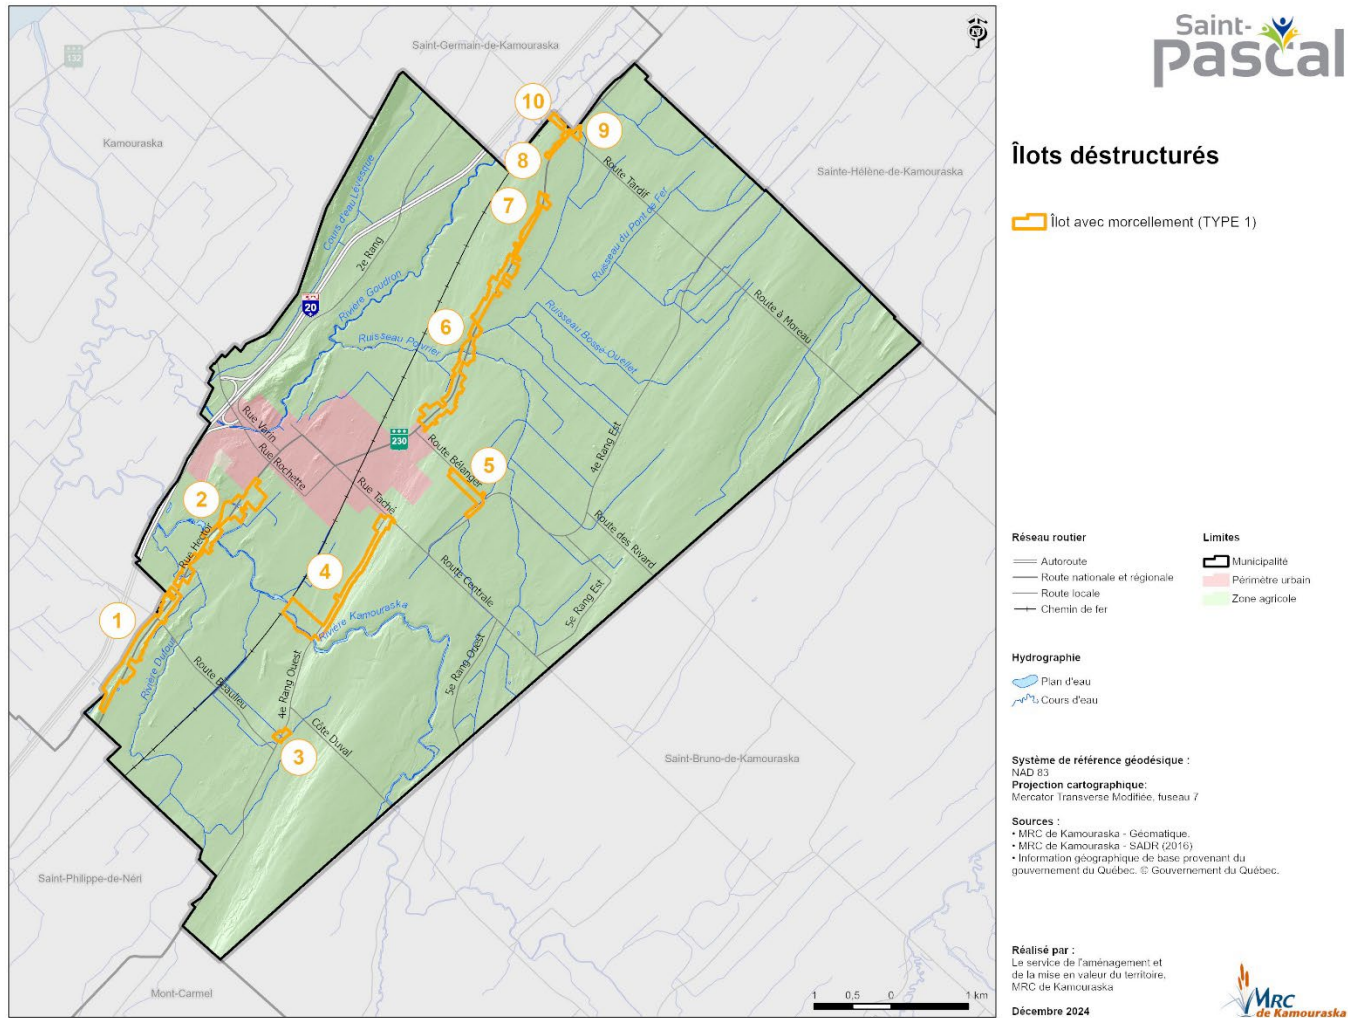 Saint-Germain-de-Kamouraska
132
Kamouraska
N
10
9
8
Sainte-Hélène-de-Kamouraska
Route Tardif
7
Cours d'eau Lévesque
2e Rang
Ruisseau du Pont de Fer
Rivière Goudron
20
Route à Moreau
6
Ruisseau Poivrier
Ruisseau Bossé-Ouellet
Rue Varin
230
Route Bélanger
4e Rang Est
Rue Rochette
5
Rue Taché
2
Rue Hector
Route des Rivard
4
Route Centrale
5e Rang Est
Rivière Kamouraska
1
Rivière Dufour
Route Beaulieu
4e Rang Ouest
5e Rang Ouest
Côte Duval
3
Saint-Bruno-de-Kamouraska
Saint-Philippe-de-Néri
Mont-Carmel
1 0,5 0 1 km
Saint-
Pascal
Îlots déstructurés
Îlot avec morcellement (TYPE 1)
Réseau routier
Autoroute
Route nationale et régionale
Route locale
Chemin de fer
Limites
Municipalité
Périmètre urbain
Zone agricole
Hydrographie
Plan d'eau
Cours d'eau
Système de référence géodésique :
NAD 83
Projection cartographique:
Mercator Transverse Modifiée, fuseau 7
Sources :
• MRC de Kamouraska - Géomatique.
• MRC de Kamouraska - SADR (2016)
• Information géographique de base provenant du
gouvernement du Québec. © Gouvernement du Québec.
Réalisé par :
Le service de l'aménagement et
de la mise en valeur du territoire,
MRC de Kamouraska
Décembre 2024
MRC
de Kamouraska